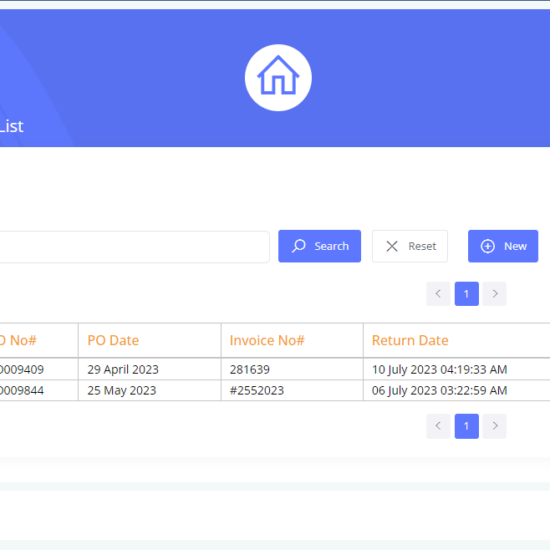 List
Search Reset New
1
O No# PO Date Invoice No# Return Date
0009409 29 April 2023 281639 10 July 2023 04:19:33 AM
0009844 25 May 2023 #2552023 06 July 2023 03:22:59 AM
1